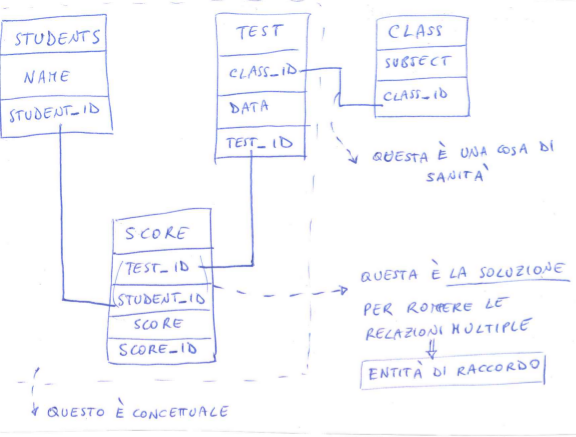 STUDENTS
NAME
STUDENT_ID
TEST
CLASS_ID
DATA
TEST_ID
CLASS
SUBJECT
CLASS_ID
QUESTA È UNA COSA DI
SANITÀ
SCORE
TEST_ID
STUDENT_ID
SCORE
SCORE_ID
QUESTA È LA SOLUZIONE
PER ROMPERE LE
RELAZIONI MULTIPLE
ENTITÀ DI RACCORDO
QUESTO È CONCETTUALE